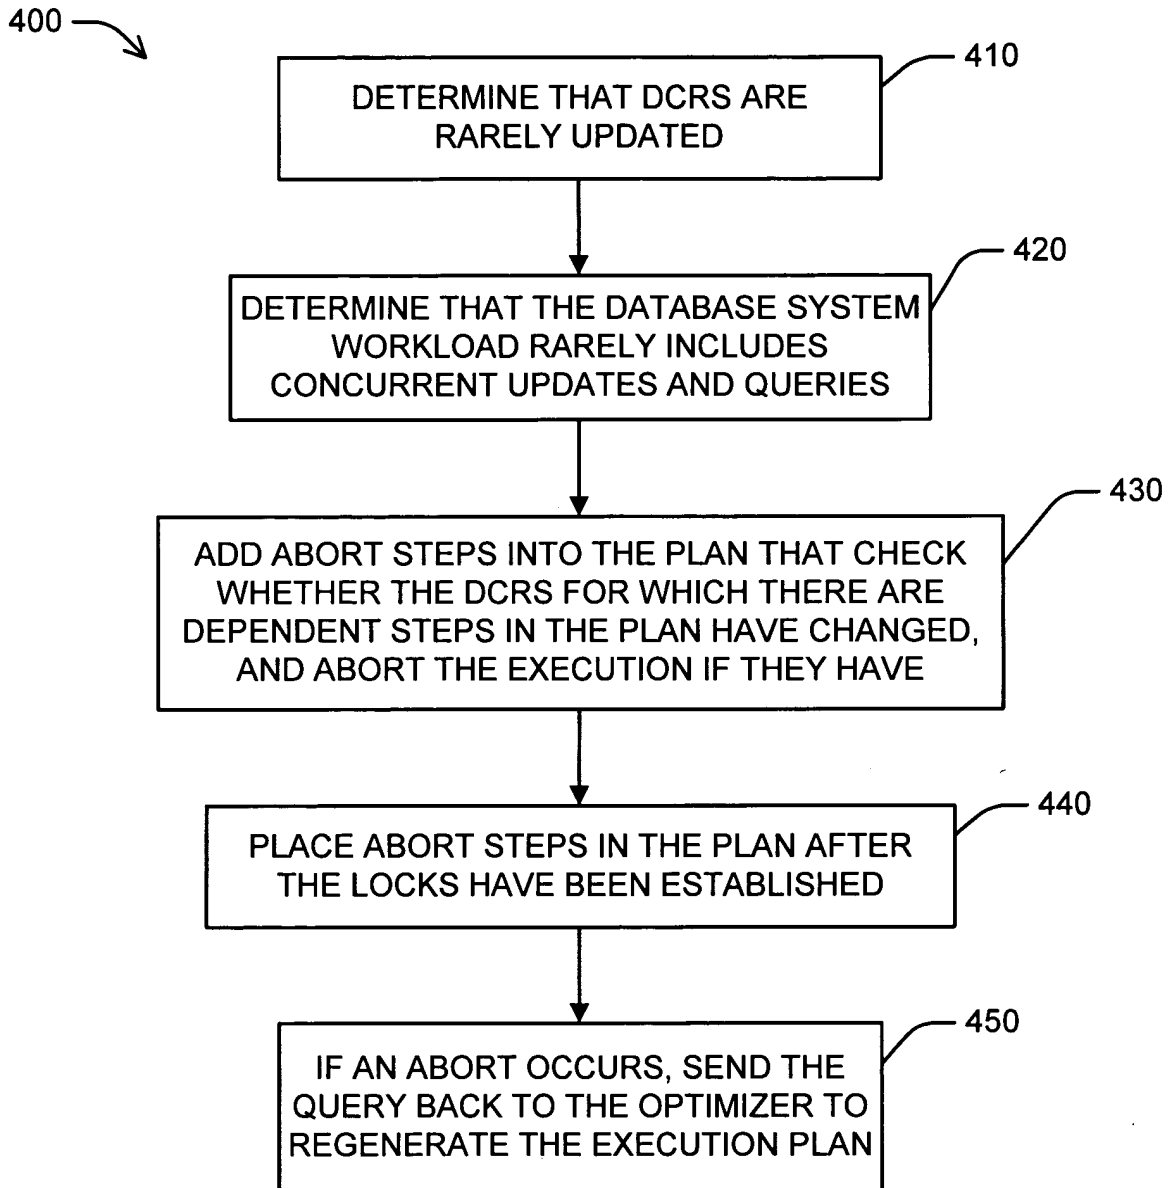 400
410
DETERMINE THAT DCRS ARE
RARELY UPDATED
420
DETERMINE THAT THE DATABASE SYSTEM
WORKLOAD RARELY INCLUDES
CONCURRENT UPDATES AND QUERIES
430
ADD ABORT STEPS INTO THE PLAN THAT CHECK
WHETHER THE DCRS FOR WHICH THERE ARE
DEPENDENT STEPS IN THE PLAN HAVE CHANGED,
AND ABORT THE EXECUTION IF THEY HAVE
440
PLACE ABORT STEPS IN THE PLAN AFTER
THE LOCKS HAVE BEEN ESTABLISHED
450
IF AN ABORT OCCURS, SEND THE
QUERY BACK TO THE OPTIMIZER TO
REGENERATE THE EXECUTION PLAN